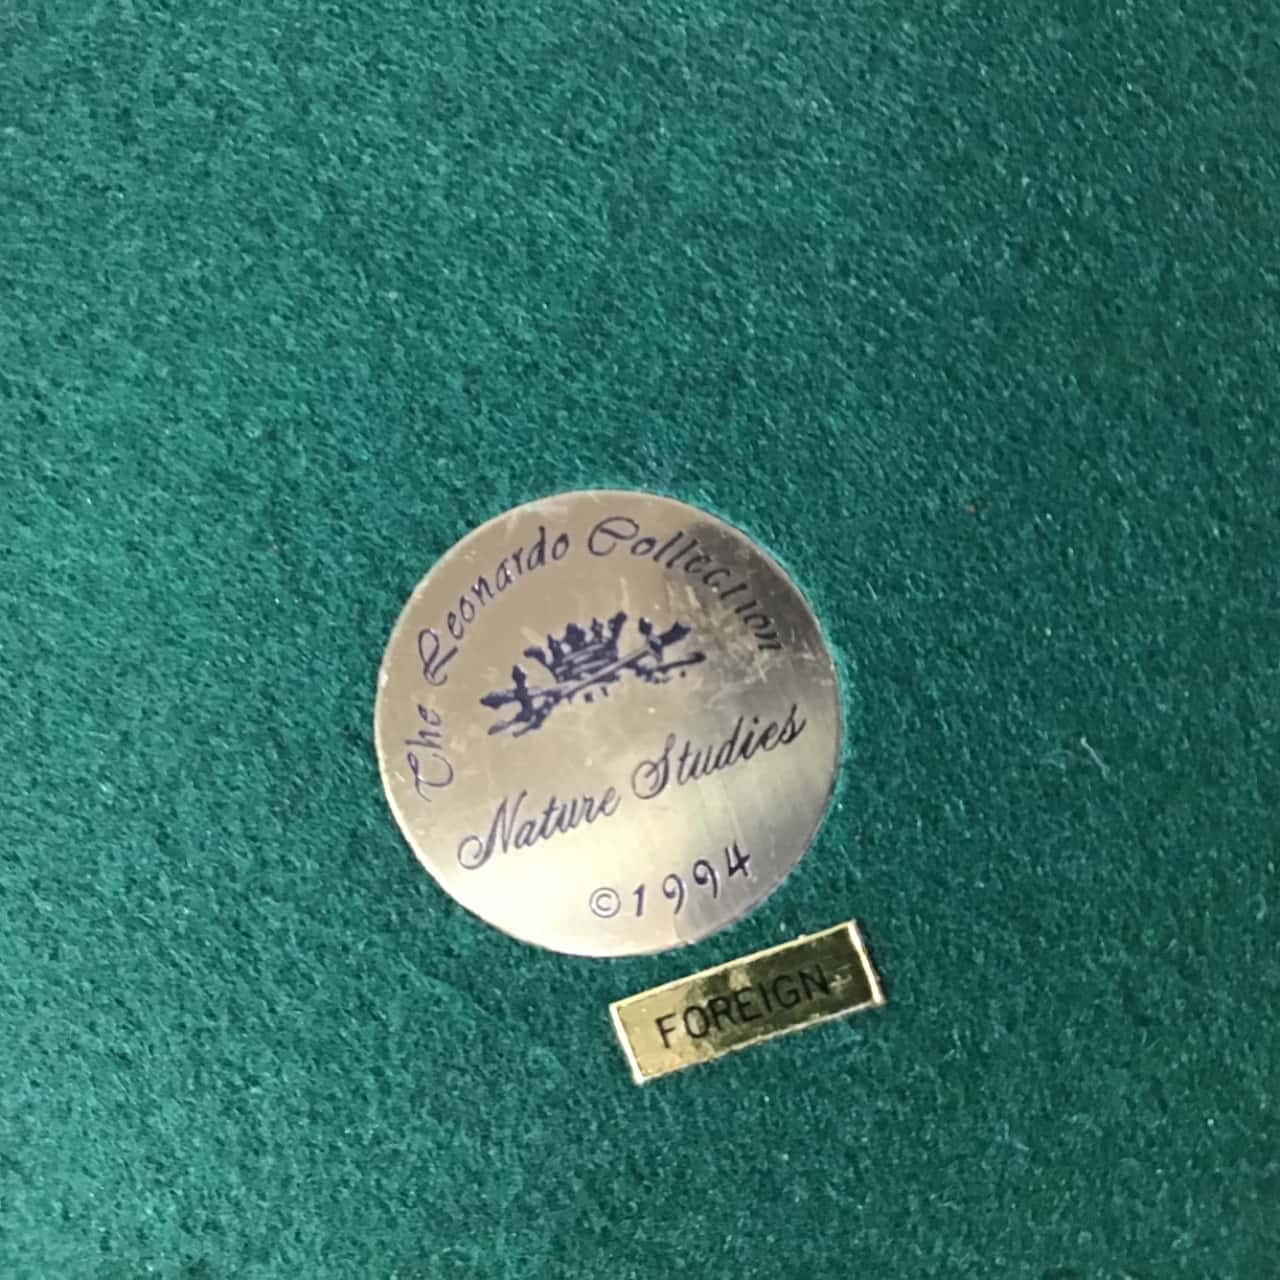 The Leonardo Collection
Nature Studies
©1994
FOREIGN